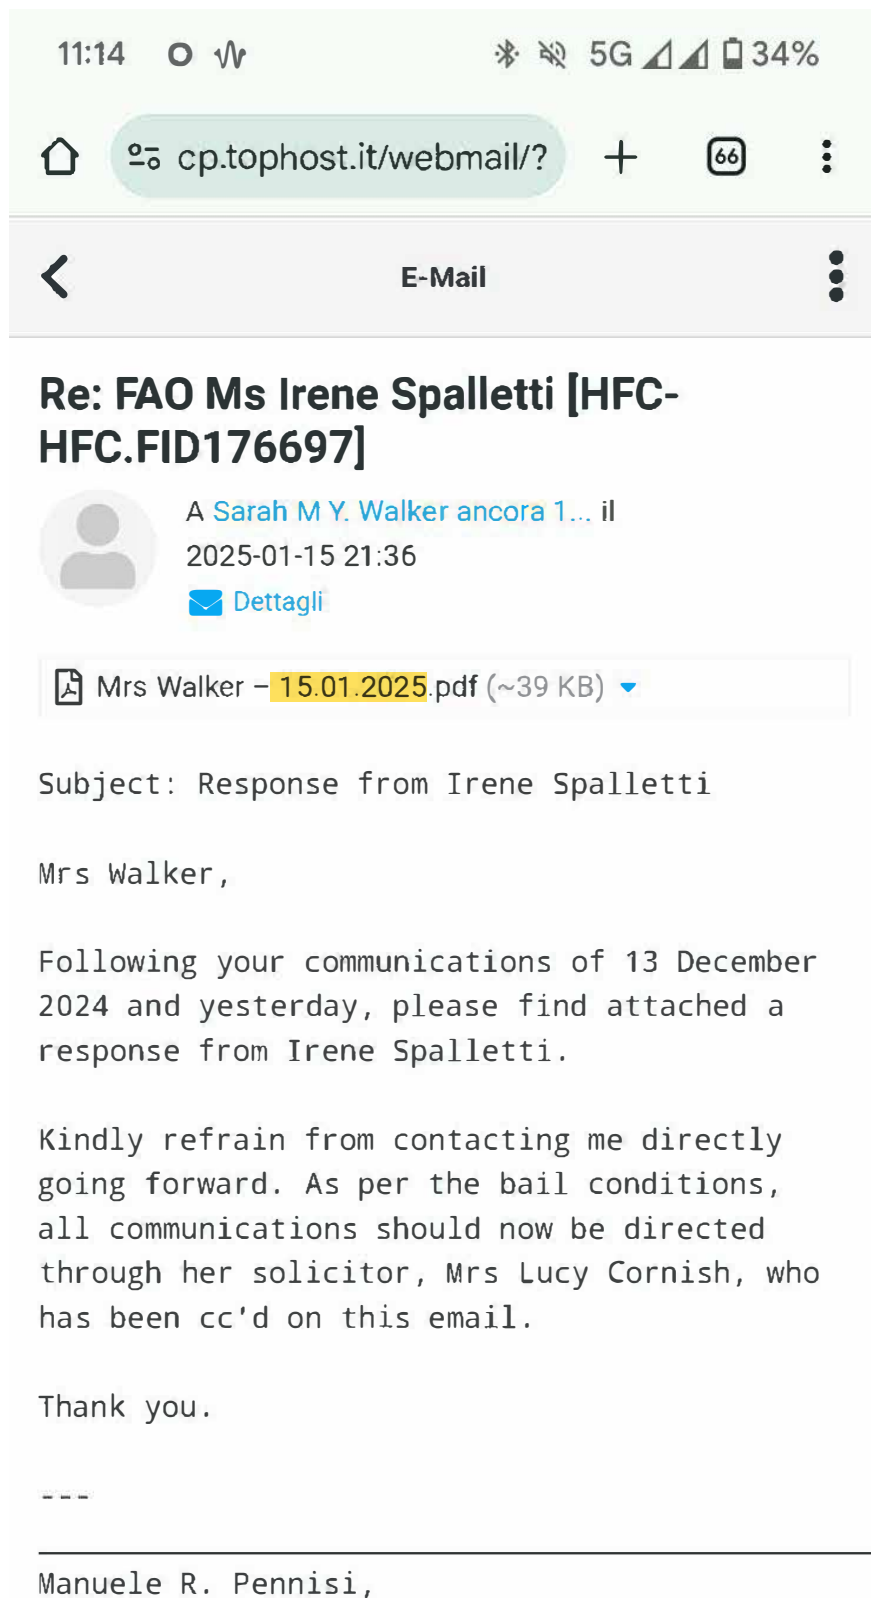 11:14 5G 34%
cp.tophost.it/webmail/? 66
E-Mail
Re: FAO Ms Irene Spalletti [HFC-
HFC.FID176697]
A Sarah M Y. Walker ancora 1... il
2025-01-15 21:36
Dettagli
Mrs Walker – 15.01.2025.pdf (~39 KB)
Subject: Response from Irene Spalletti
Mrs Walker,
Following your communications of 13 December
2024 and yesterday, please find attached a
response from Irene Spalletti.
Kindly refrain from contacting me directly
going forward. As per the bail conditions,
all communications should now be directed
through her solicitor, Mrs Lucy Cornish, who
has been cc'd on this email.
Thank you.
---
Manuele R. Pennisi,